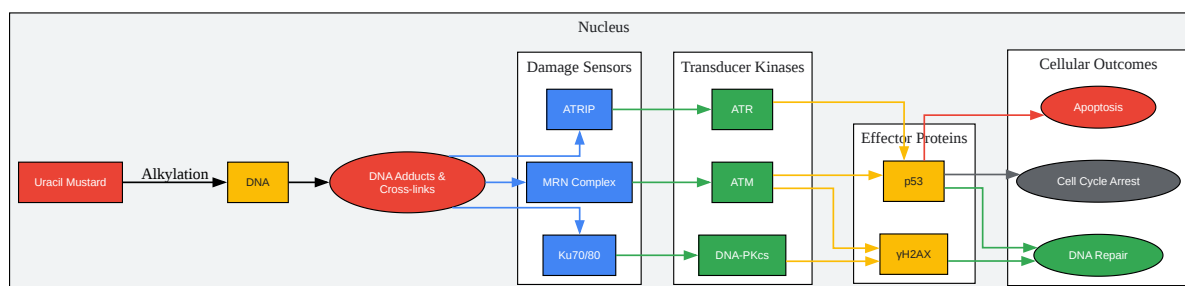 Nucleus
Damage Sensors
Transducer Kinases
Cellular Outcomes
ATRIP
ATR
Apoptosis
Effector Proteins
Uracil Mustard
Alkylation
DNA
DNA Adducts &
Cross-links
MRN Complex
ATM
p53
Cell Cycle Arrest
Ku70/80
DNA-PKcs
γH2AX
DNA Repair